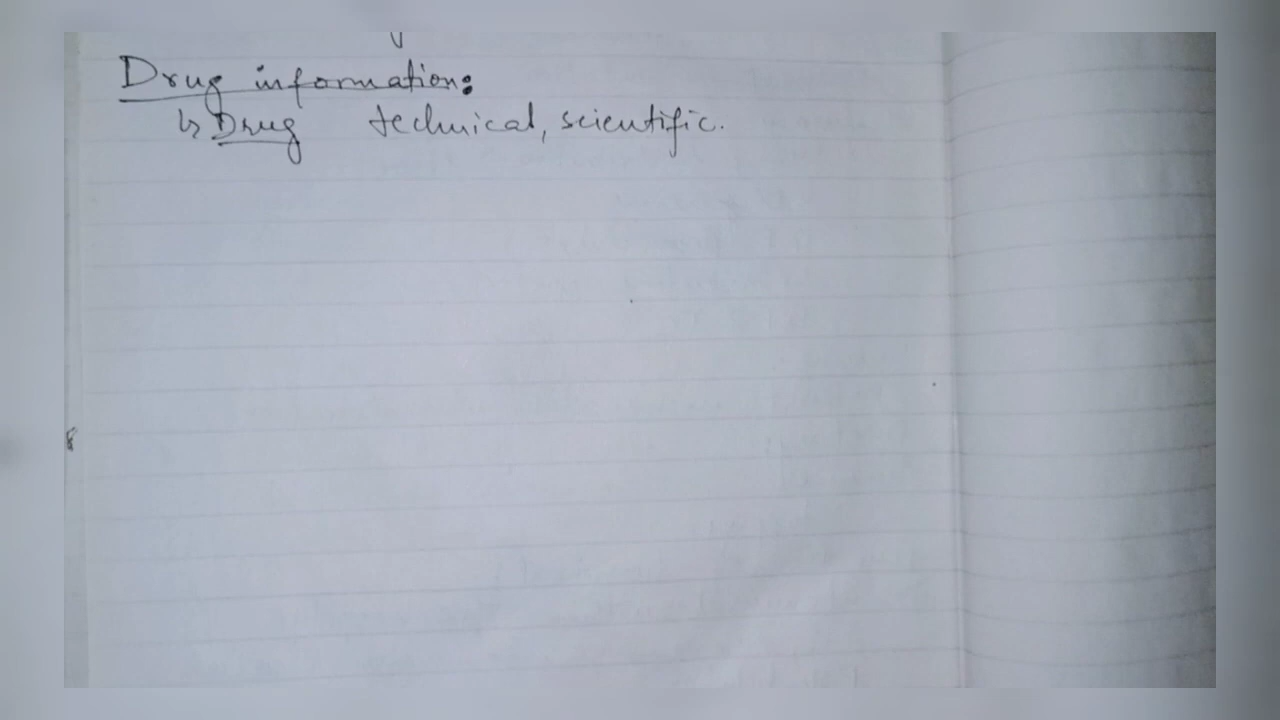 Drug information:
↳ Drug technical, scientific.